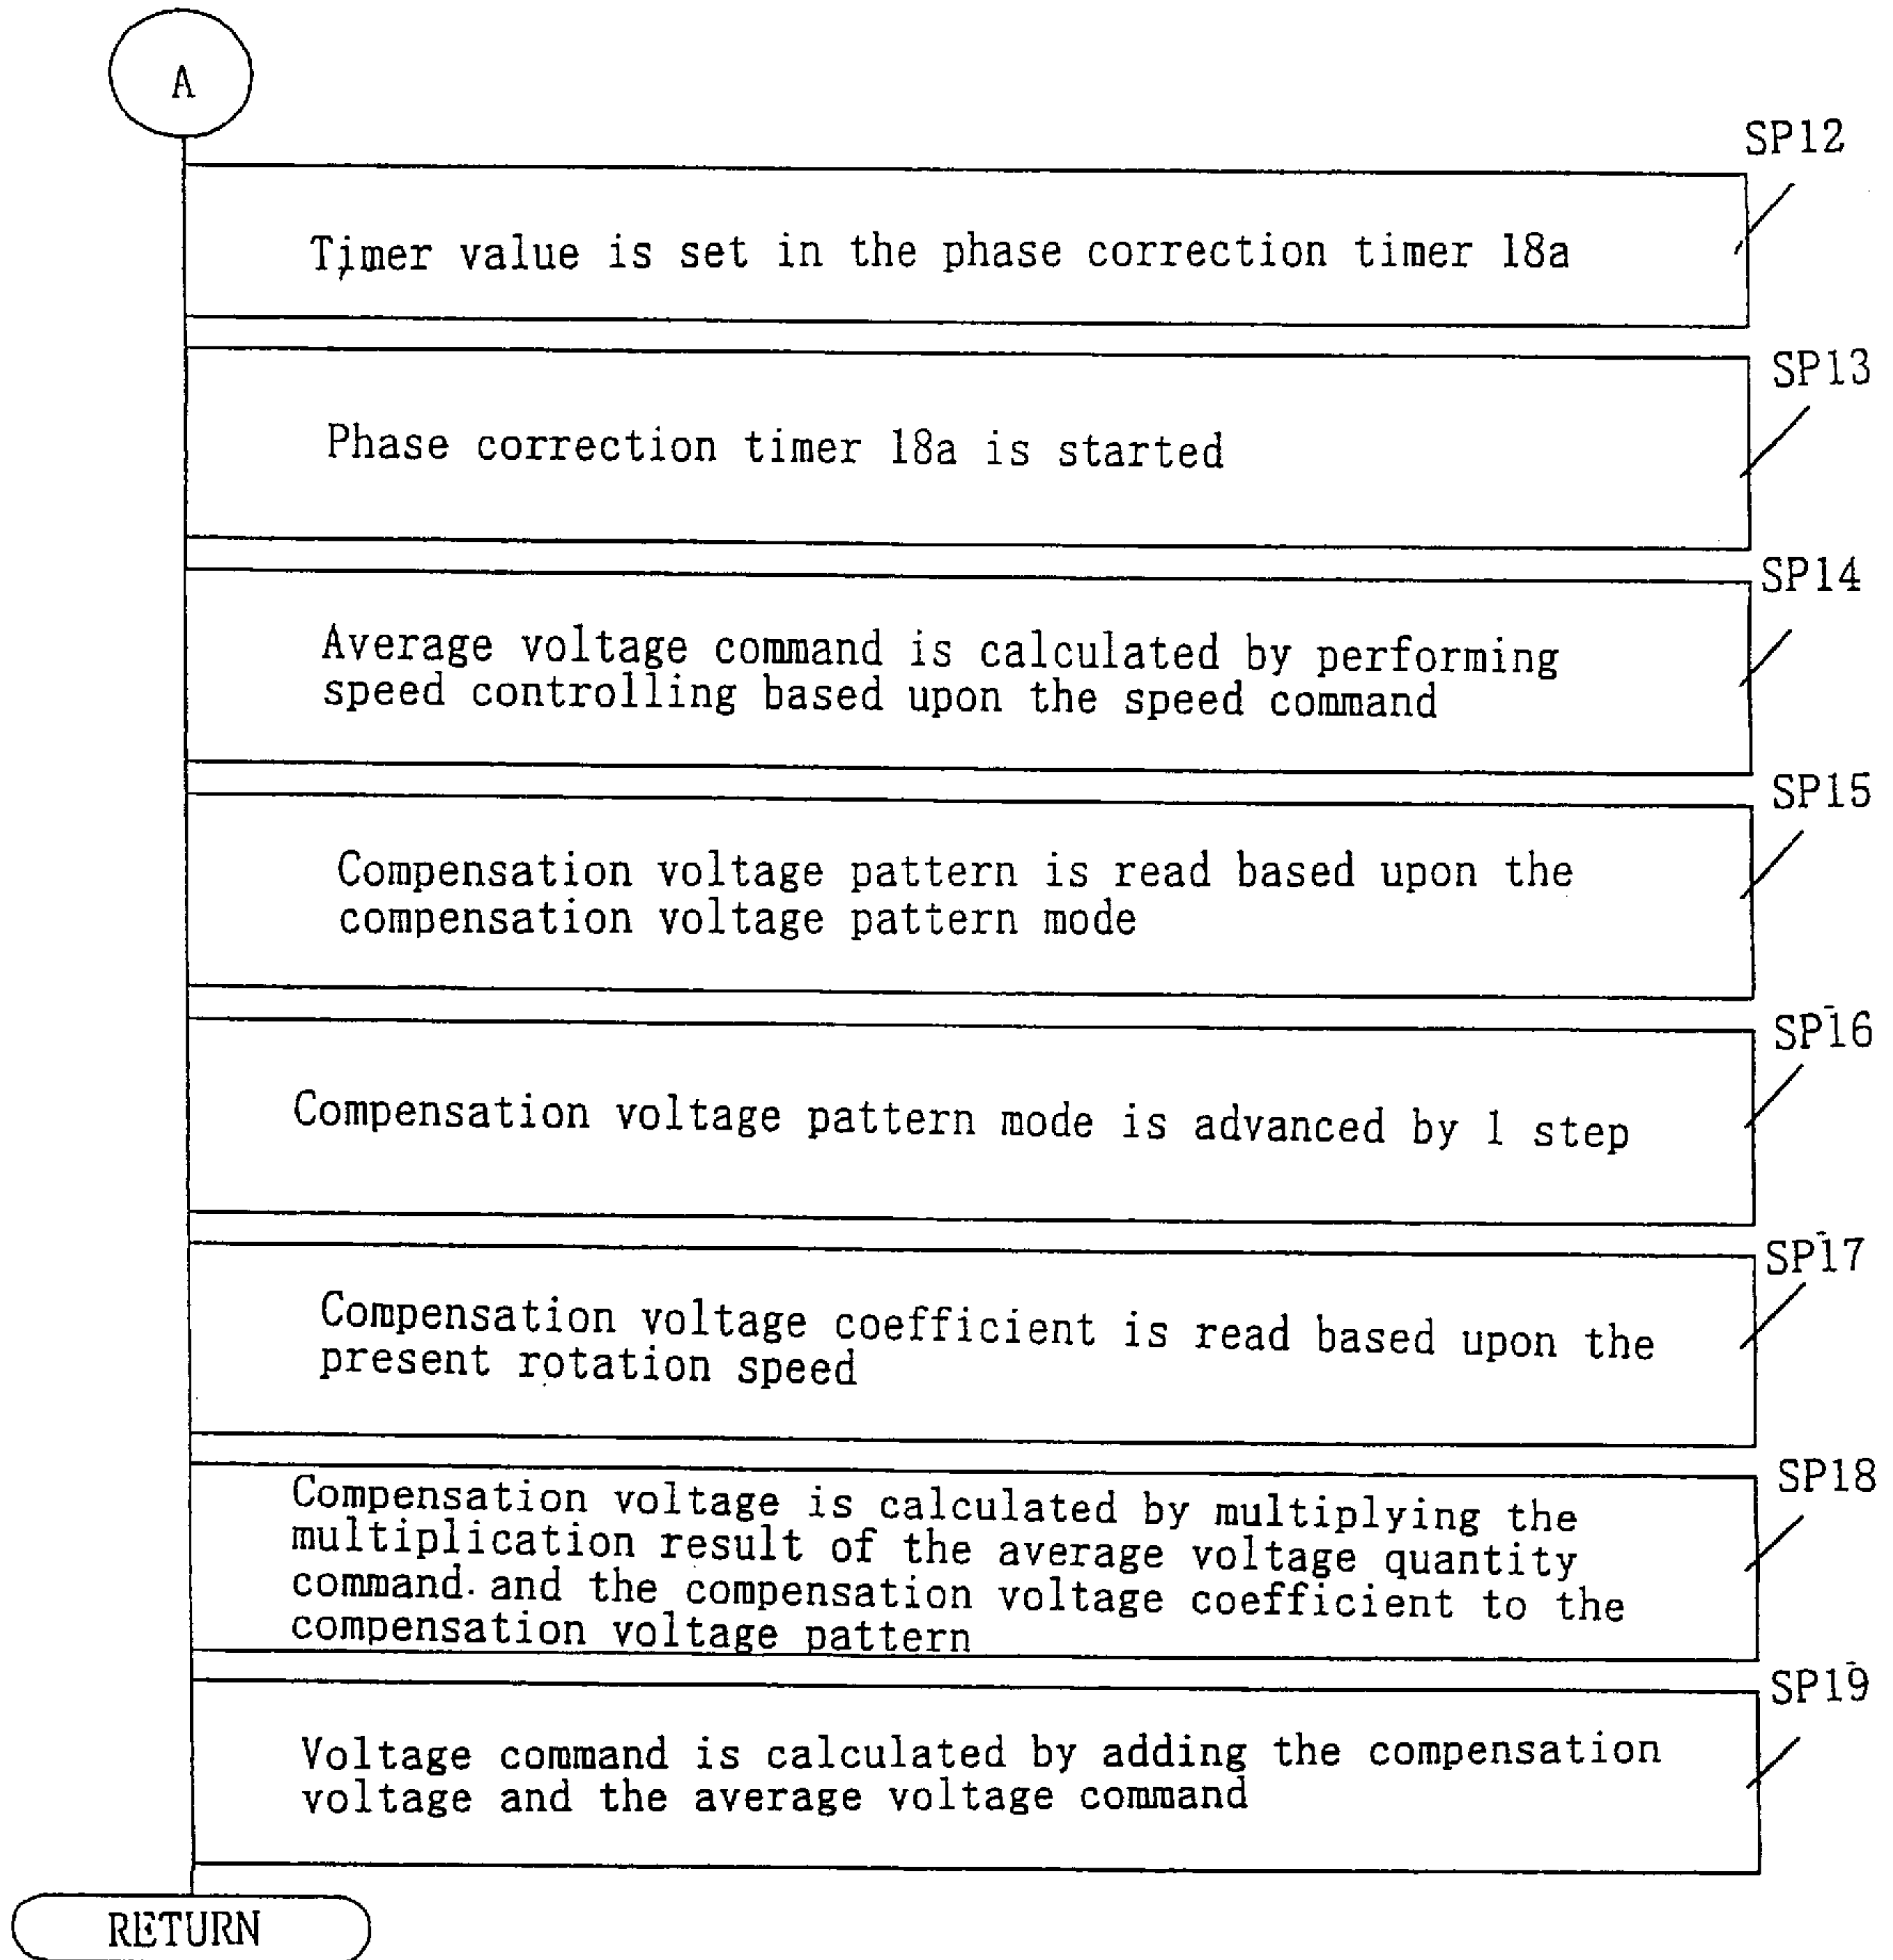 A
SP12
Timer value is set in the phase correction timer 18a
SP13
Phase correction timer 18a is started
SP14
Average voltage command is calculated by performing
speed controlling based upon the speed command
SP15
Compensation voltage pattern is read based upon the
compensation voltage pattern mode
SP16
Compensation voltage pattern mode is advanced by 1 step
SP17
Compensation voltage coefficient is read based upon the
present rotation speed
SP18
Compensation voltage is calculated by multiplying the
multiplication result of the average voltage quantity
command and the compensation voltage coefficient to the
compensation voltage pattern
SP19
Voltage command is calculated by adding the compensation
voltage and the average voltage command
RETURN